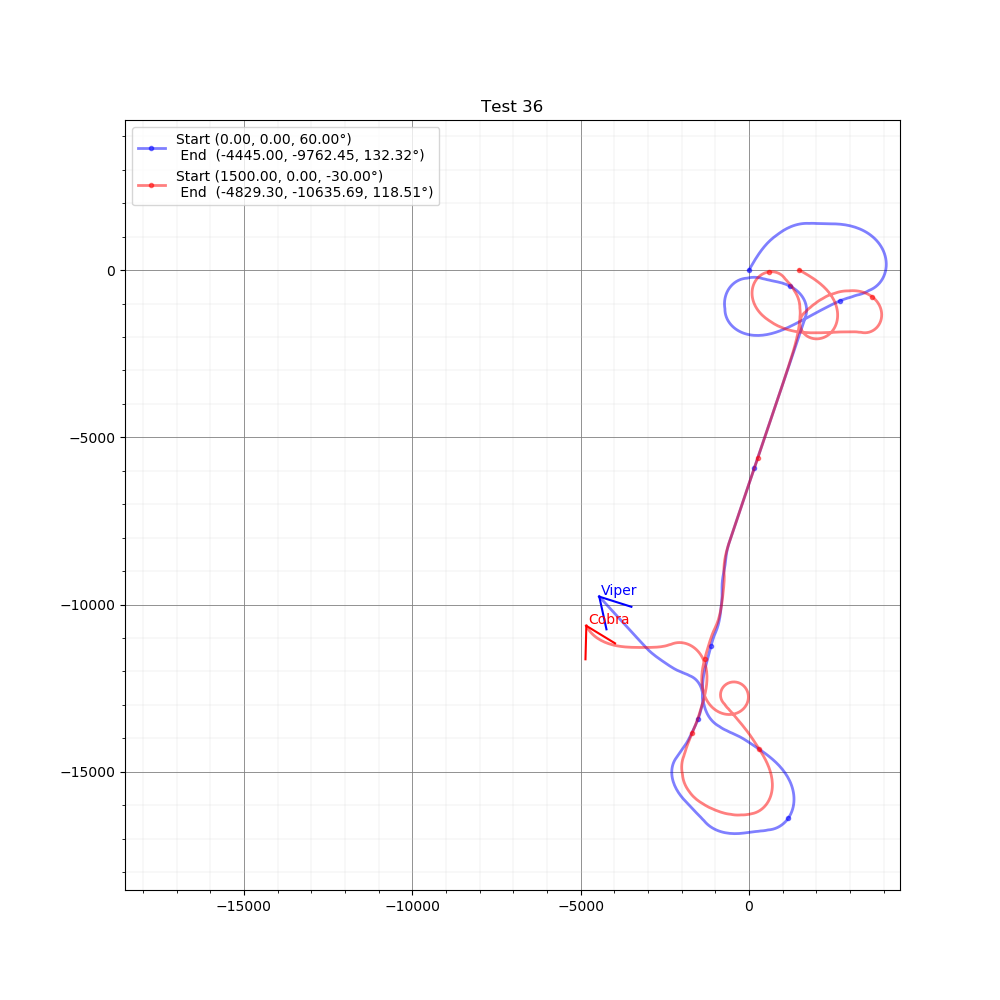 Test 36
Start (0.00, 0.00, 60.00°)
End  (-4445.00, -9762.45, 132.32°)
Start (1500.00, 0.00, -30.00°)
End  (-4829.30, -10635.69, 118.51°)
0
−5000
−10000
−15000
Viper
Cobra
−15000
−10000
−5000
0